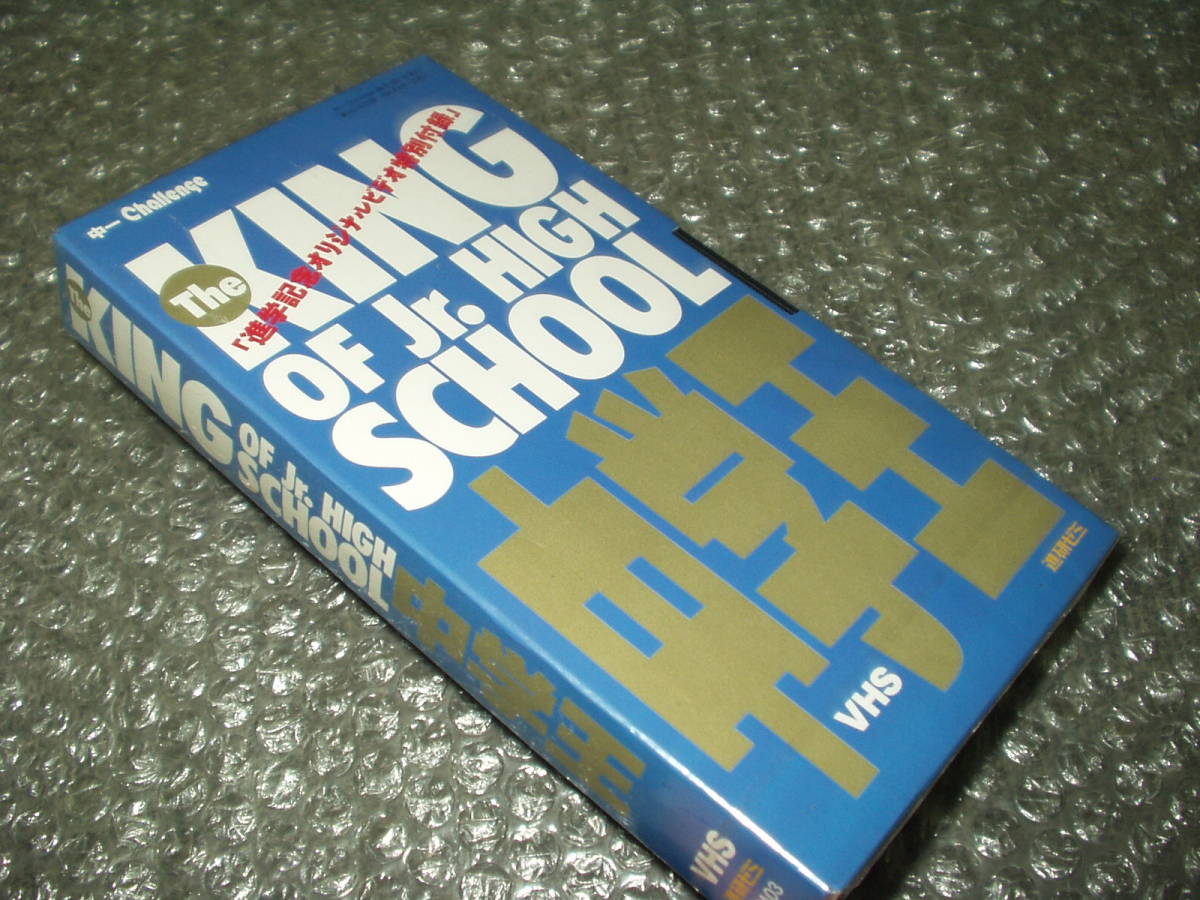 中一 Challenge
The KING
「進学記念オリジナルビデオ特別付録」
OF Jr. HIGH
SCHOOL
中学王
進研ゼミ
VHS
The KING
OF Jr. HIGH
SCHOOL
中学王
VHS
進研ゼミ